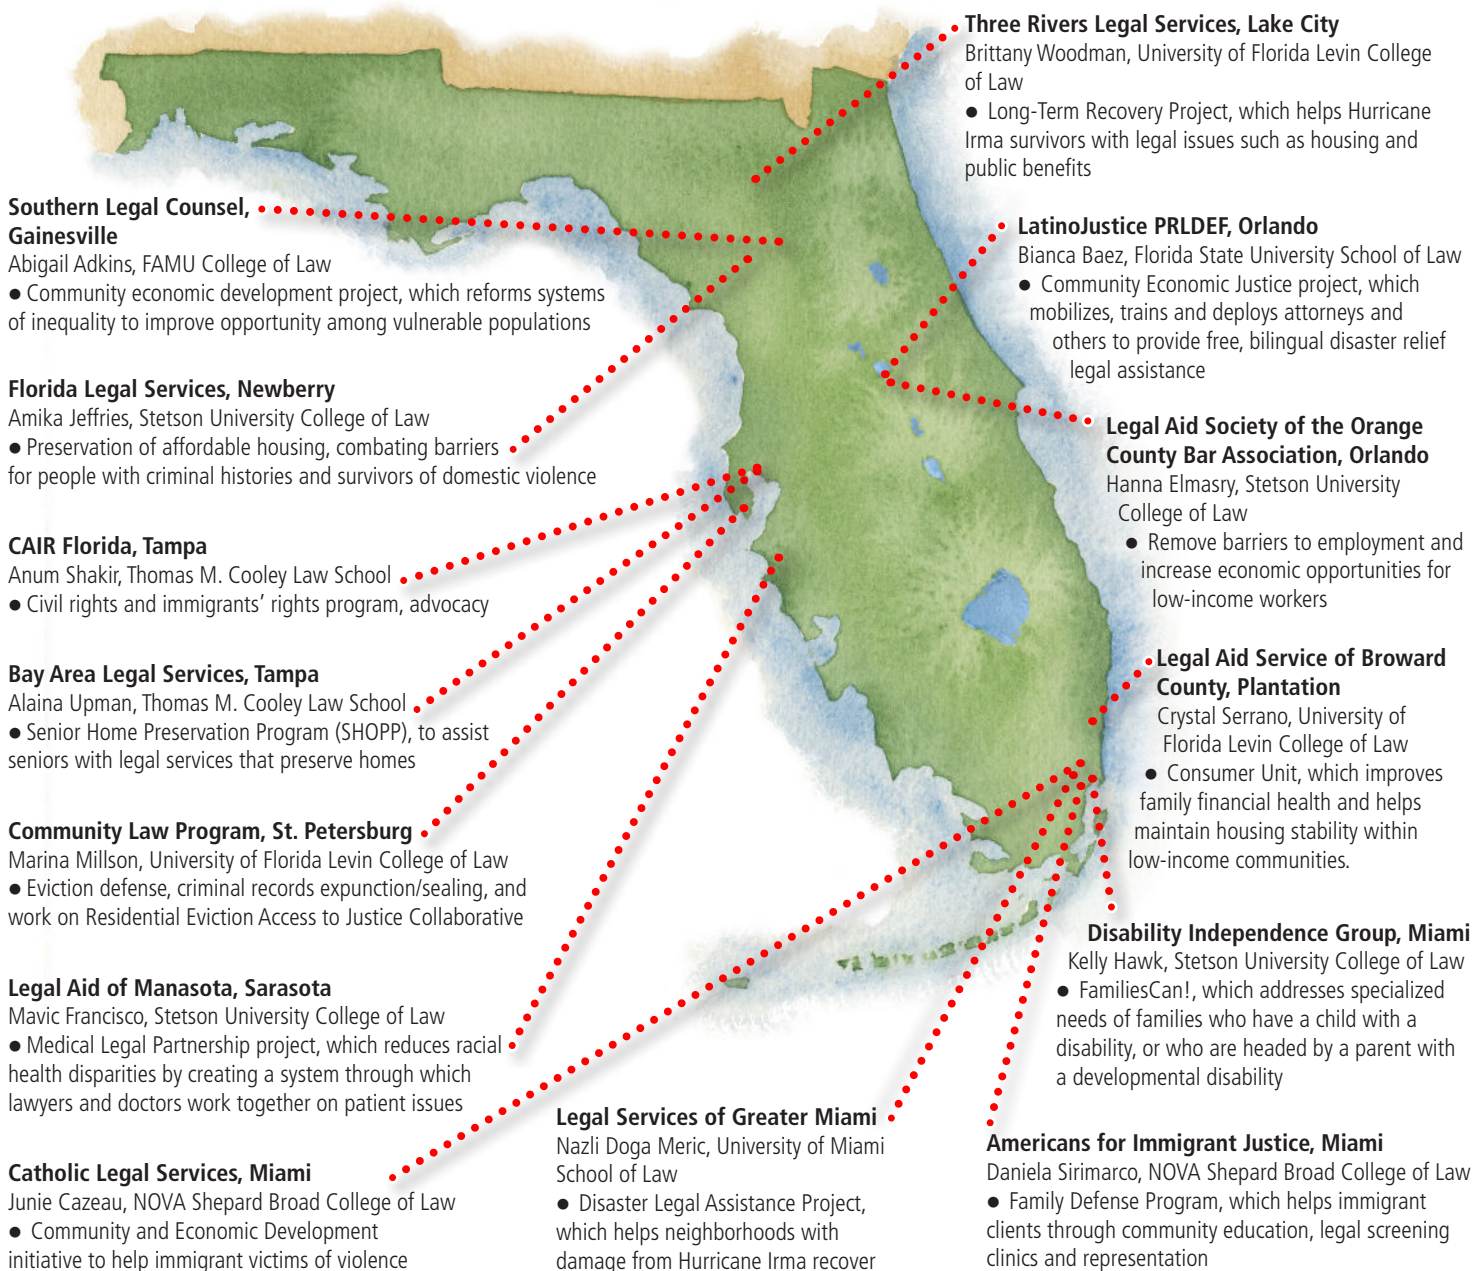 Three Rivers Legal Services, Lake City
Brittany Woodman, University of Florida Levin College
of Law
● Long-Term Recovery Project, which helps Hurricane
Irma survivors with legal issues such as housing and
public benefits
Southern Legal Counsel,
Gainesville
Abigail Adkins, FAMU College of Law
● Community economic development project, which reforms systems
of inequality to improve opportunity among vulnerable populations
LatinoJustice PRLDEF, Orlando
Bianca Baez, Florida State University School of Law
● Community Economic Justice project, which
mobilizes, trains and deploys attorneys and
others to provide free, bilingual disaster relief
legal assistance
Florida Legal Services, Newberry
Amika Jeffries, Stetson University College of Law
● Preservation of affordable housing, combating barriers
for people with criminal histories and survivors of domestic violence
Legal Aid Society of the Orange
County Bar Association, Orlando
Hanna Elmasry, Stetson University
College of Law
● Remove barriers to employment and
increase economic opportunities for
low-income workers
CAIR Florida, Tampa
Anum Shakir, Thomas M. Cooley Law School
● Civil rights and immigrants’ rights program, advocacy
Bay Area Legal Services, Tampa
Alaina Upman, Thomas M. Cooley Law School
● Senior Home Preservation Program (SHOPP), to assist
seniors with legal services that preserve homes
Legal Aid Service of Broward
County, Plantation
Crystal Serrano, University of
Florida Levin College of Law
● Consumer Unit, which improves
family financial health and helps
maintain housing stability within
low-income communities.
Community Law Program, St. Petersburg
Marina Millson, University of Florida Levin College of Law
● Eviction defense, criminal records expunction/sealing, and
work on Residential Eviction Access to Justice Collaborative
Disability Independence Group, Miami
Kelly Hawk, Stetson University College of Law
● FamiliesCan!, which addresses specialized
needs of families who have a child with a
disability, or who are headed by a parent with
a developmental disability
Legal Aid of Manasota, Sarasota
Mavic Francisco, Stetson University College of Law
● Medical Legal Partnership project, which reduces racial
health disparities by creating a system through which
lawyers and doctors work together on patient issues
Catholic Legal Services, Miami
Junie Cazeau, NOVA Shepard Broad College of Law
● Community and Economic Development
initiative to help immigrant victims of violence
Legal Services of Greater Miami
Nazli Doga Meric, University of Miami
School of Law
● Disaster Legal Assistance Project,
which helps neighborhoods with
damage from Hurricane Irma recover
Americans for Immigrant Justice, Miami
Daniela Sirimarco, NOVA Shepard Broad College of Law
● Family Defense Program, which helps immigrant
clients through community education, legal screening
clinics and representation